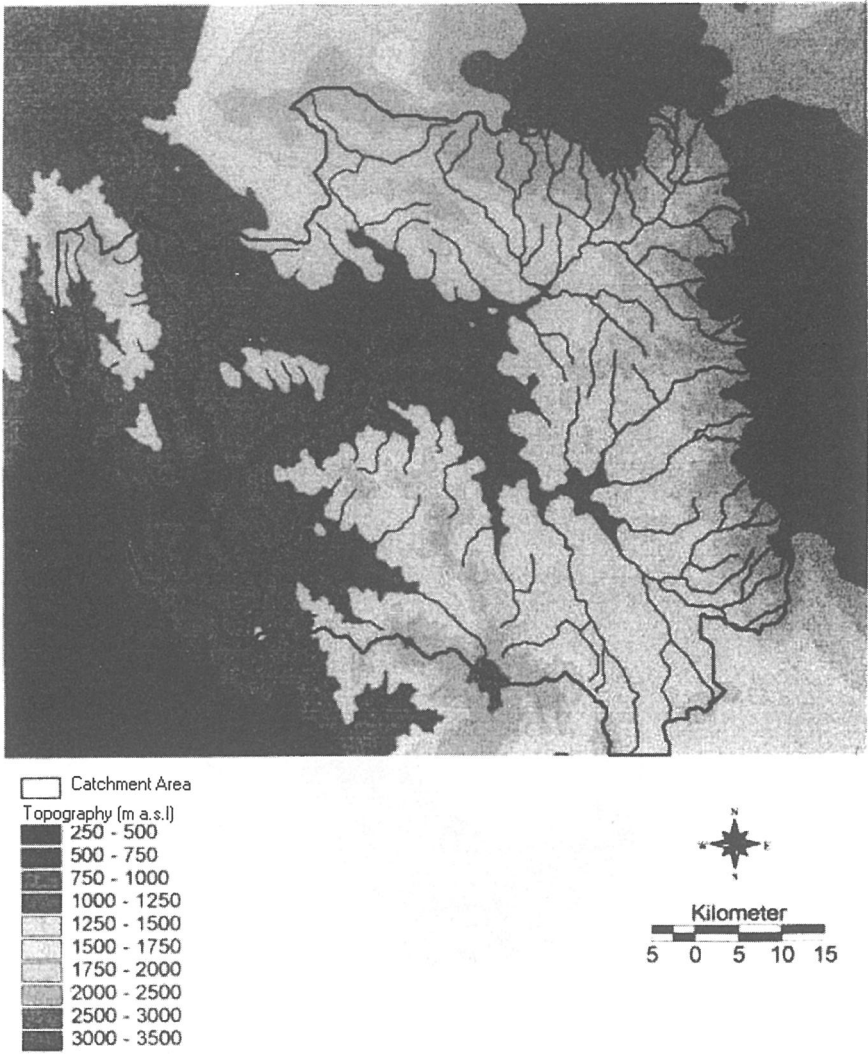 Catchment Area
Topography (m a.s.l)
250 - 500
500 - 750
750 - 1000
1000 - 1250
1250 - 1500
1500 - 1750
1750 - 2000
2000 - 2500
2500 - 3000
3000 - 3500
N
W E
Kilometer
5 0 5 10 15